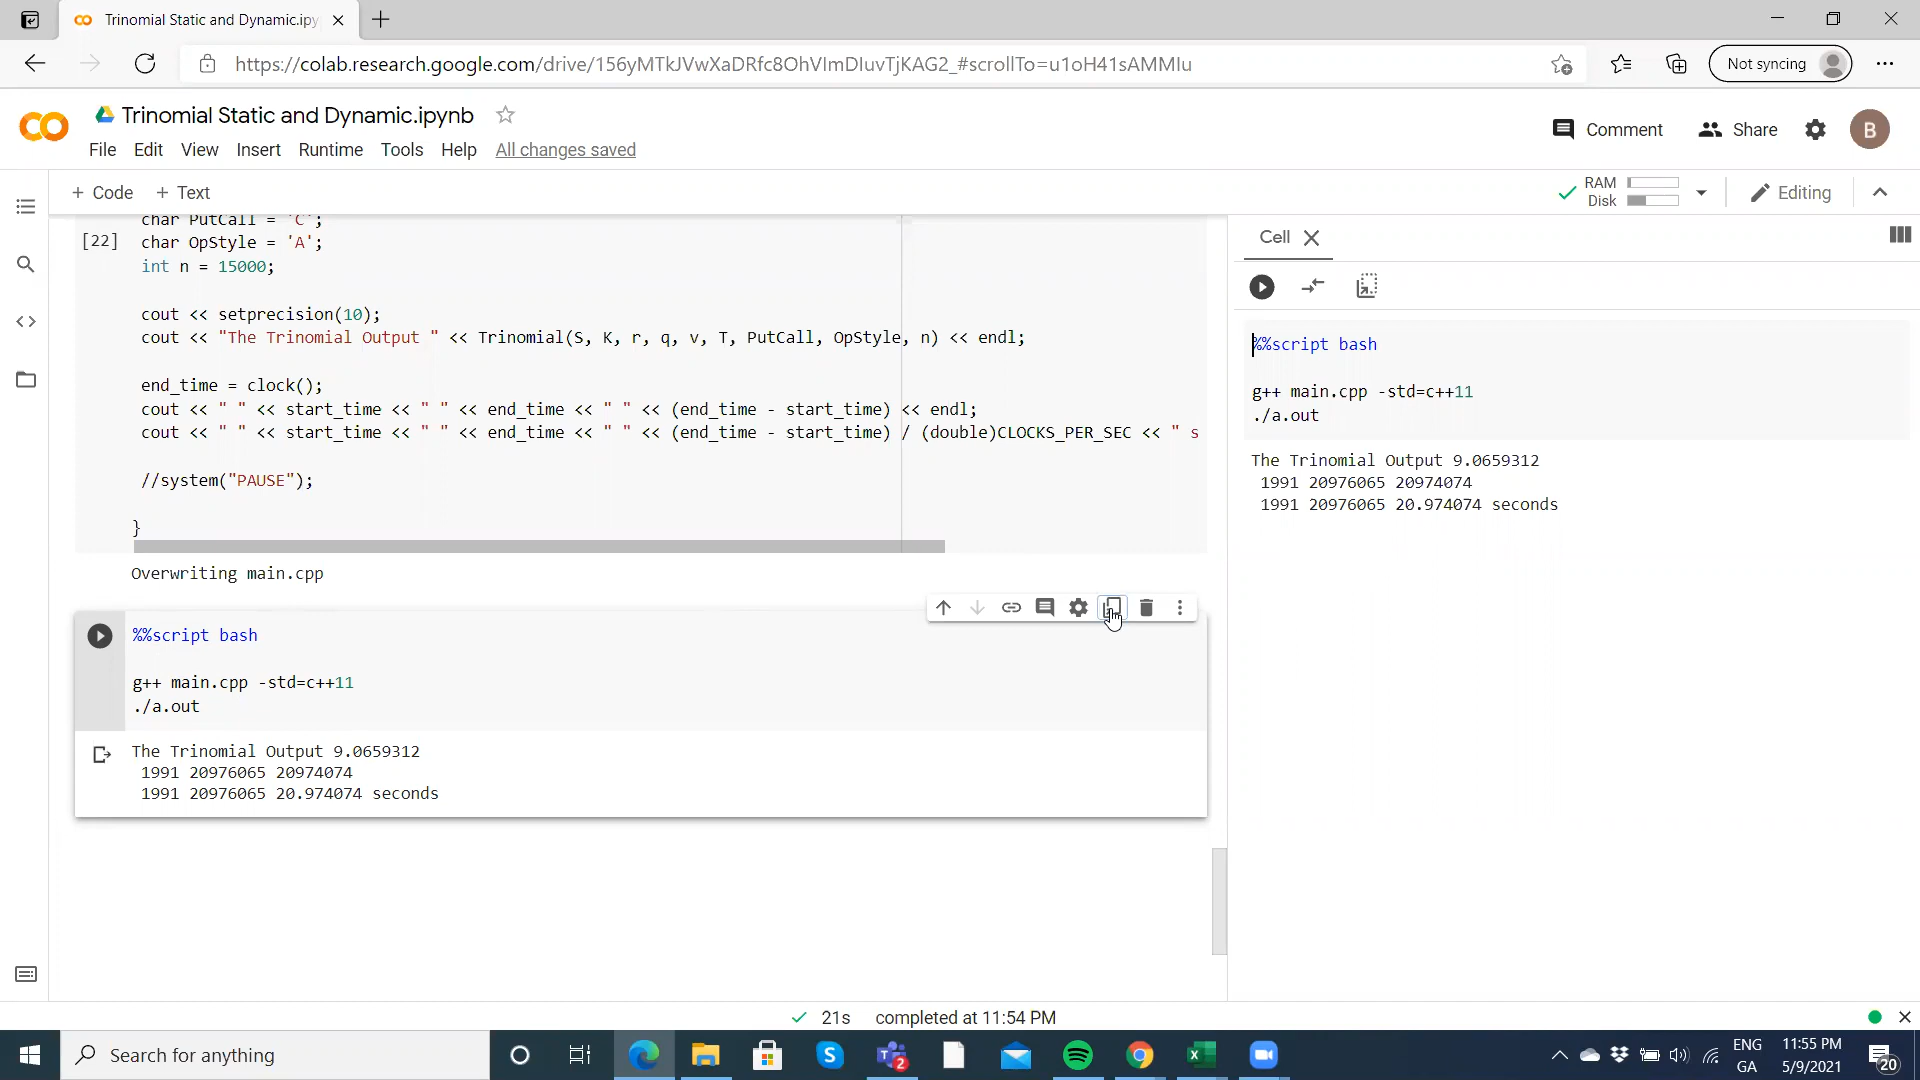 Trinomial Static and Dynamic.ipy
https://colab.research.google.com/drive/156yMTkJVwXaDRfc8OhVImDIuvTjKAG2_#scrollTo=u1oH41sAMMIu
Not syncing
Trinomial Static and Dynamic.ipynb
File Edit View Insert Runtime Tools Help All changes saved
Comment Share B
+ Code + Text
RAM
Disk
Editing
char PutCall = 'C';
[22] char OpStyle = 'A';
int n = 15000;
cout << setprecision(10);
cout << "The Trinomial Output " << Trinomial(S, K, r, q, v, T, PutCall, OpStyle, n) << endl;
end_time = clock();
cout << " " << start_time << " " << end_time << " " << (end_time - start_time) << endl;
cout << " " << start_time << " " << end_time << " " << (end_time - start_time) / (double)CLOCKS_PER_SEC << " s
//system("PAUSE");
}
Overwriting main.cpp
%%script bash
g++ main.cpp -std=c++11
./a.out
The Trinomial Output 9.0659312
1991 20976065 20974074
1991 20976065 20.974074 seconds
Cell
%%script bash
g++ main.cpp -std=c++11
./a.out
The Trinomial Output 9.0659312
1991 20976065 20974074
1991 20976065 20.974074 seconds
21s completed at 11:54 PM
Search for anything
2
ENG
GA
11:55 PM
5/9/2021
20